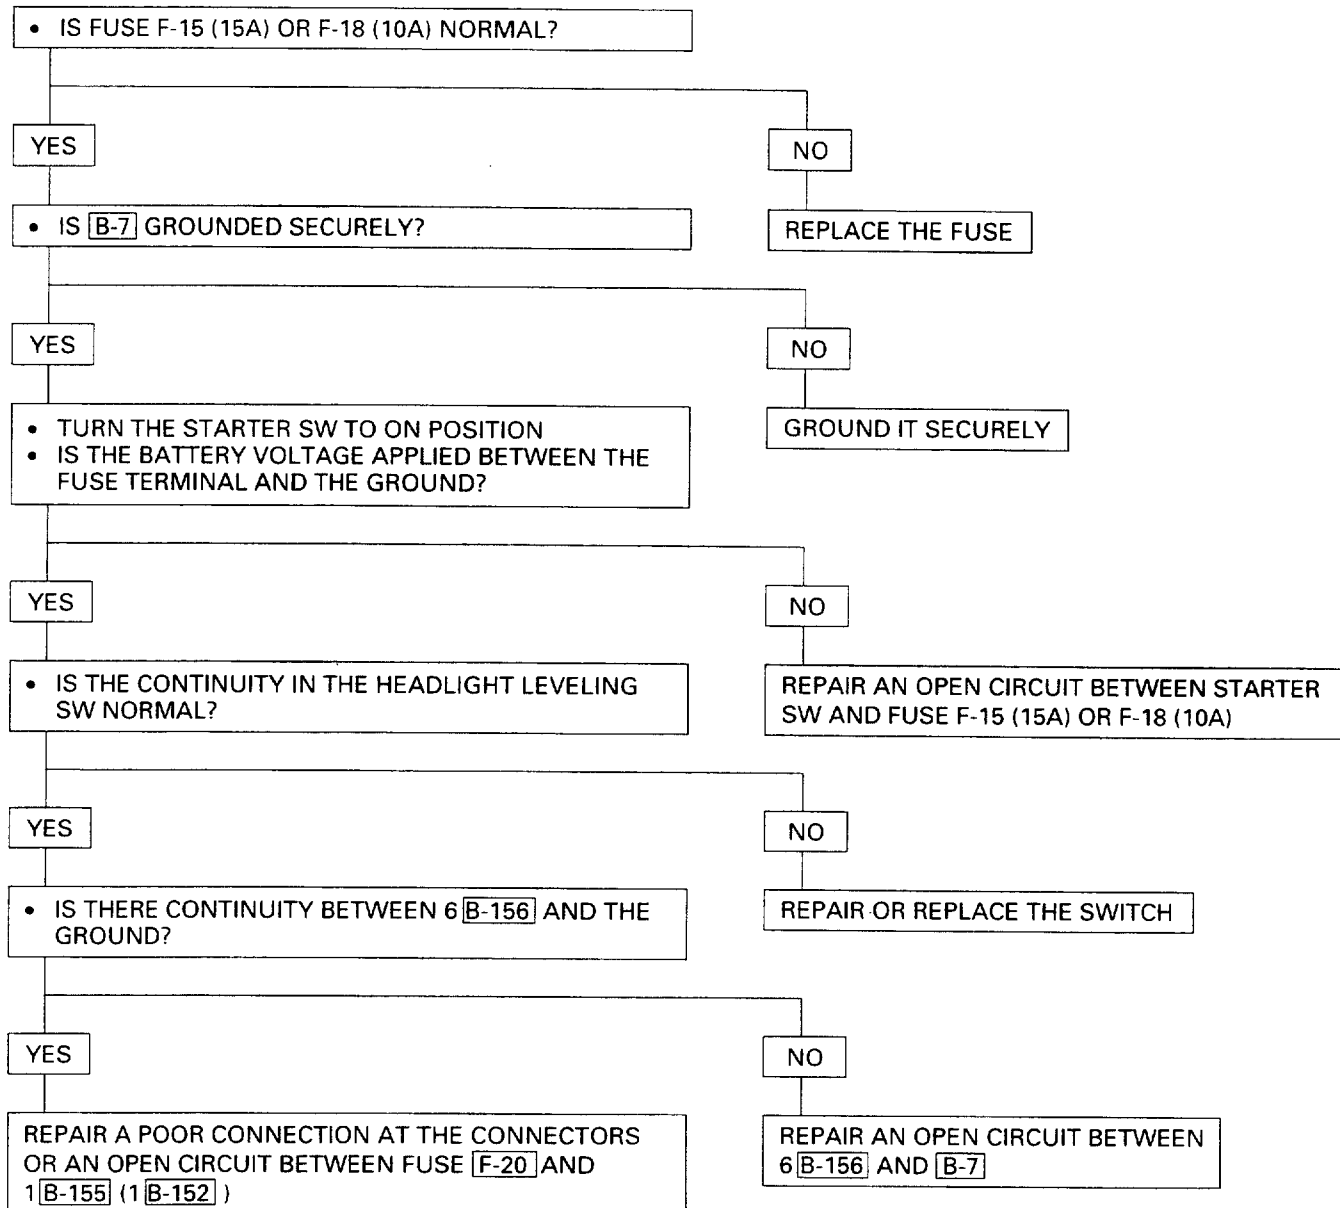 • IS FUSE F-15 (15A) OR F-18 (10A) NORMAL?
YES
NO
• IS B-7 GROUNDED SECURELY?
REPLACE THE FUSE
YES
NO
• TURN THE STARTER SW TO ON POSITION
• IS THE BATTERY VOLTAGE APPLIED BETWEEN THE
FUSE TERMINAL AND THE GROUND?
GROUND IT SECURELY
YES
NO
• IS THE CONTINUITY IN THE HEADLIGHT LEVELING
SW NORMAL?
REPAIR AN OPEN CIRCUIT BETWEEN STARTER
SW AND FUSE F-15 (15A) OR F-18 (10A)
YES
NO
• IS THERE CONTINUITY BETWEEN 6 B-156 AND THE
GROUND?
REPAIR OR REPLACE THE SWITCH
YES
NO
REPAIR A POOR CONNECTION AT THE CONNECTORS
OR AN OPEN CIRCUIT BETWEEN FUSE F-20 AND
1 B-155 (1 B-152 )
REPAIR AN OPEN CIRCUIT BETWEEN
6 B-156 AND B-7